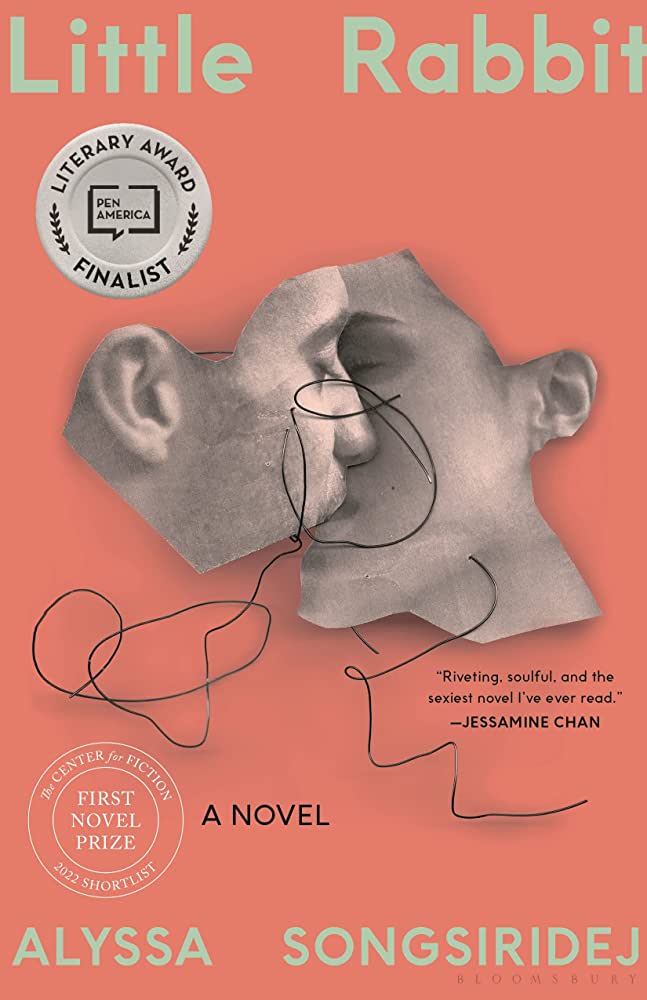 Little Rabbit
LITERARY AWARD
PEN
AMERICA
FINALIST
“Riveting, soulful, and the
sexiest novel I’ve ever read.”
—JESSAMINE CHAN
The CENTER for FICTION
FIRST
NOVEL
PRIZE
2022 SHORTLIST
A NOVEL
ALYSSA SONGSIRIDEJ
BLOOMSBURY